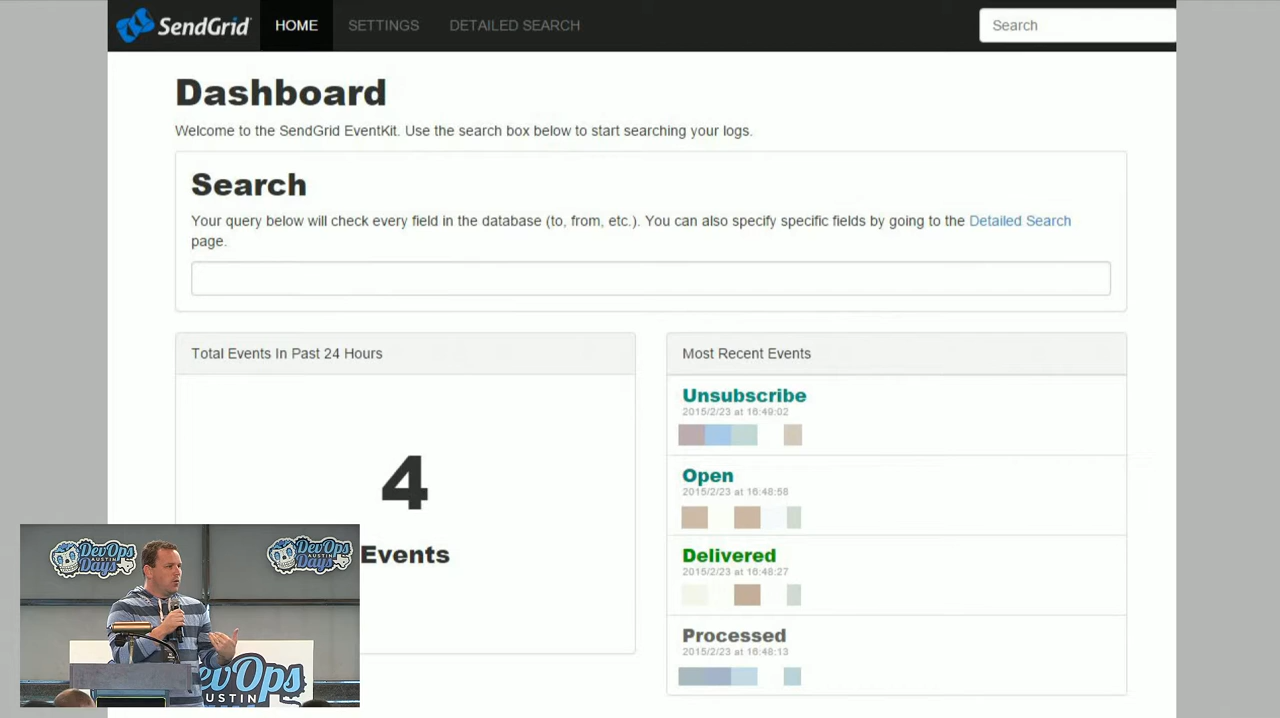 SendGrid
HOME
SETTINGS
DETAILED SEARCH
Search
Dashboard
Welcome to the SendGrid EventKit. Use the search box below to start searching your logs.
Search
Your query below will check every field in the database (to, from, etc.). You can also specify specific fields by going to the Detailed Search
page.
Total Events In Past 24 Hours
4
Events
Most Recent Events
Unsubscribe
2015/2/23 at 16:49:02
Open
2015/2/23 at 16:48:58
Delivered
2015/2/23 at 16:48:27
Processed
2015/2/23 at 16:48:13
DevOps
AUSTIN
Days
DevOps
AUSTIN
Days
DevOps
AUSTIN